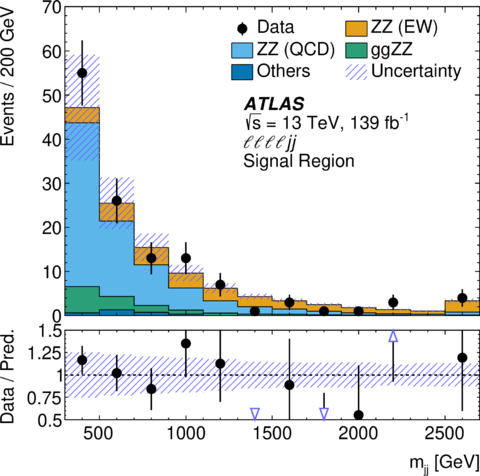 Events / 200 GeV
70
60
50
40
30
20
10
0
Data
ZZ (EW)
ZZ (QCD)
ggZZ
Others
Uncertainty
ATLAS
√s = 13 TeV, 139 fb⁻¹
ℓℓℓℓjj
Signal Region
Data / Pred.
1.5
1.25
1
0.75
0.5
500 1000 1500 2000 2500
m_jj [GeV]